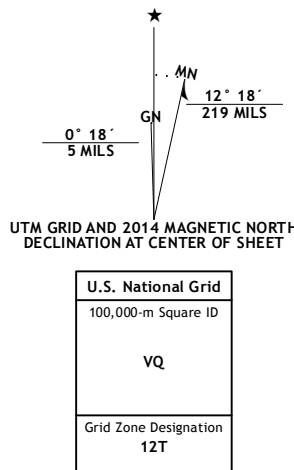 MN
GN
12° 18´
219 MILS
0° 18´
5 MILS
UTM GRID AND 2014 MAGNETIC NORTH
DECLINATION AT CENTER OF SHEET
U.S. National Grid
100,000-m Square ID
VQ
Grid Zone Designation
12T